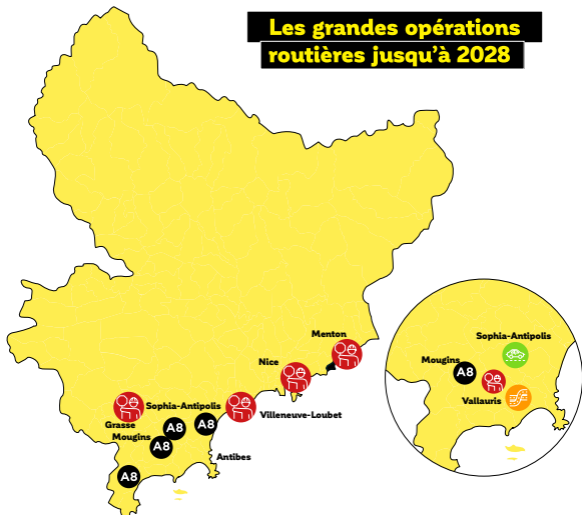 Les grandes opérations
routières jusqu'à 2028
Menton
Nice
Sophia-Antipolis
Villeneuve-Loubet
Grasse
Mougins
A8
A8
A8
Antibes
A8
Sophia-Antipolis
Mougins
A8
Vallauris